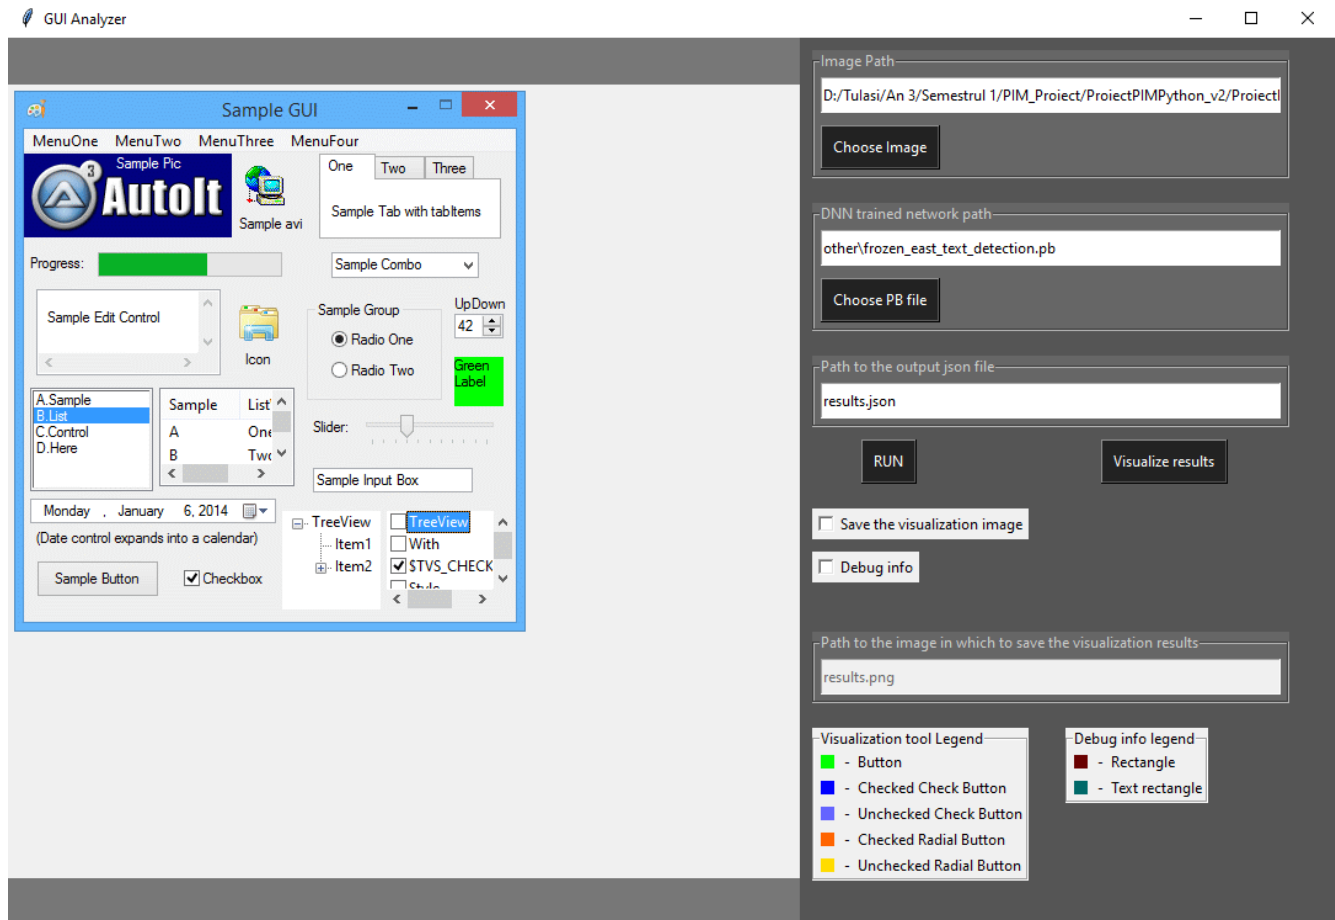 GUI Analyzer
Sample GUI
MenuOne MenuTwo MenuThree MenuFour
Sample Pic
3
AutoIt
Sample avi
One Two Three
Sample Tab with tabItems
Progress:
Sample Combo
Sample Edit Control
Icon
Sample Group
Radio One
Radio Two
UpDown
42
Green
Label
A.Sample
B.List
C.Control
D.Here
Sample List'
A One
B Two
Slider:
Sample Input Box
Monday , January 6, 2014
(Date control expands into a calendar)
Sample Button
Checkbox
TreeView
Item1
Item2
TreeView
With
$TVS_CHECK
Style
Image Path
D:/Tulasi/An 3/Semestrul 1/PIM_Proiect/ProiectPIMPython_v2/Proiectl
Choose Image
DNN trained network path
other\frozen_east_text_detection.pb
Choose PB file
Path to the output json file
results.json
RUN
Visualize results
Save the visualization image
Debug info
Path to the image in which to save the visualization results
results.png
Visualization tool Legend
- Button
- Checked Check Button
- Unchecked Check Button
- Checked Radial Button
- Unchecked Radial Button
Debug info legend
- Rectangle
- Text rectangle